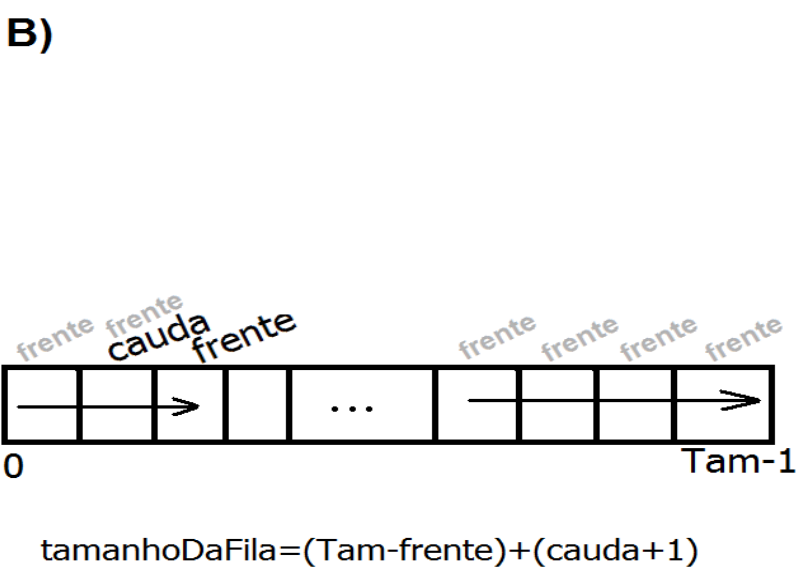 B)
frente frente cauda frente frente frente frente frente
...
0 Tam-1
tamanhoDaFila=(Tam-frente)+(cauda+1)